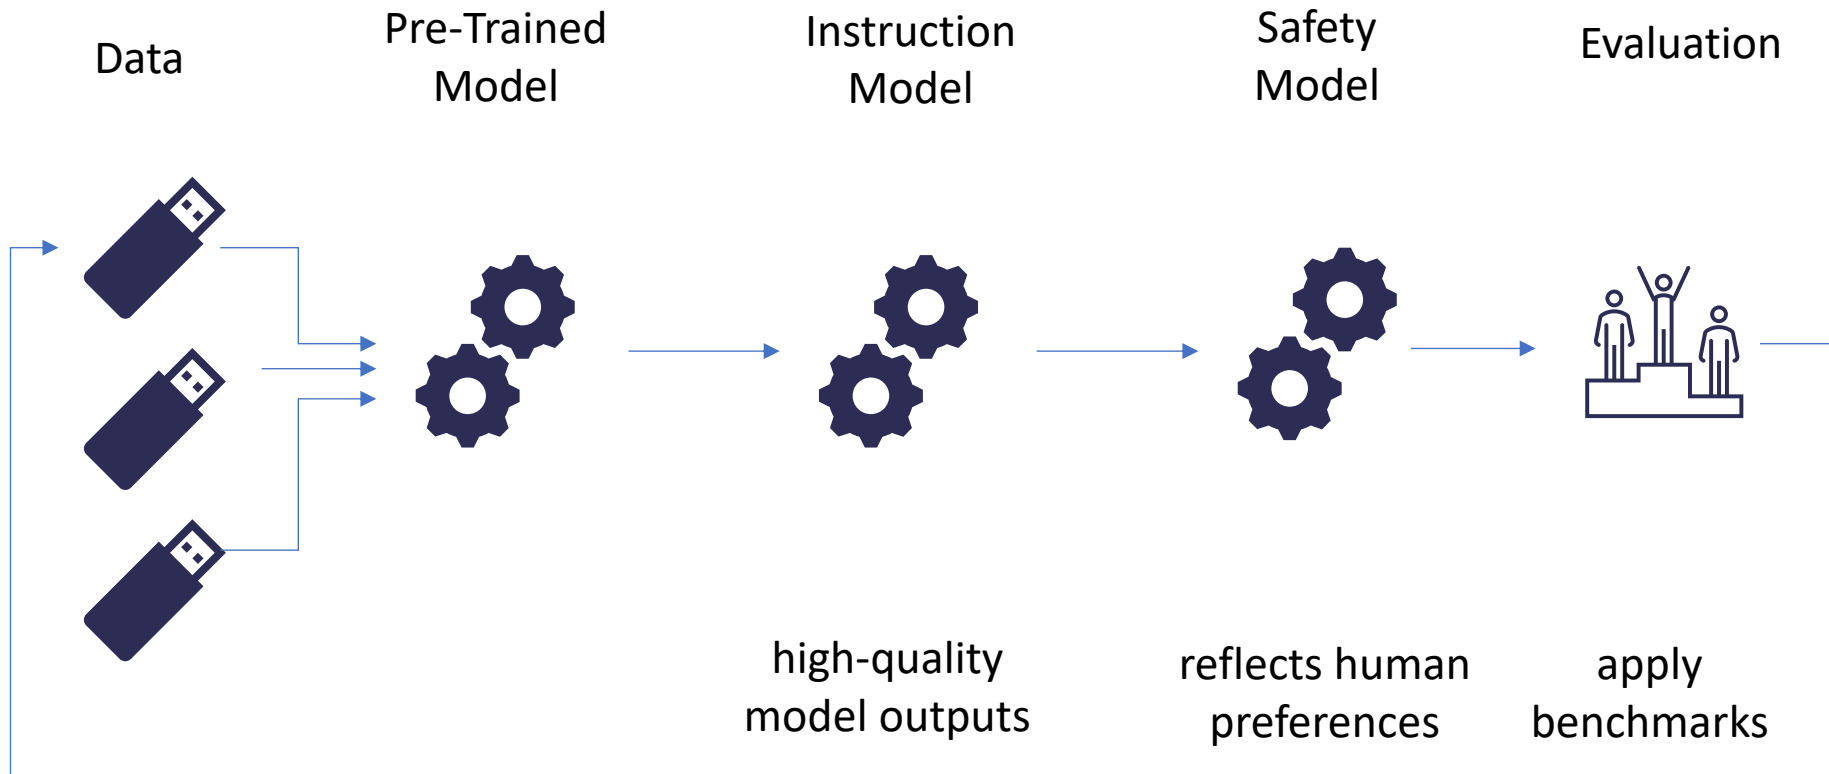 Data
Pre-Trained
Model
Instruction
Model
Safety
Model
Evaluation
high-quality
model outputs
reflects human
preferences
apply
benchmarks